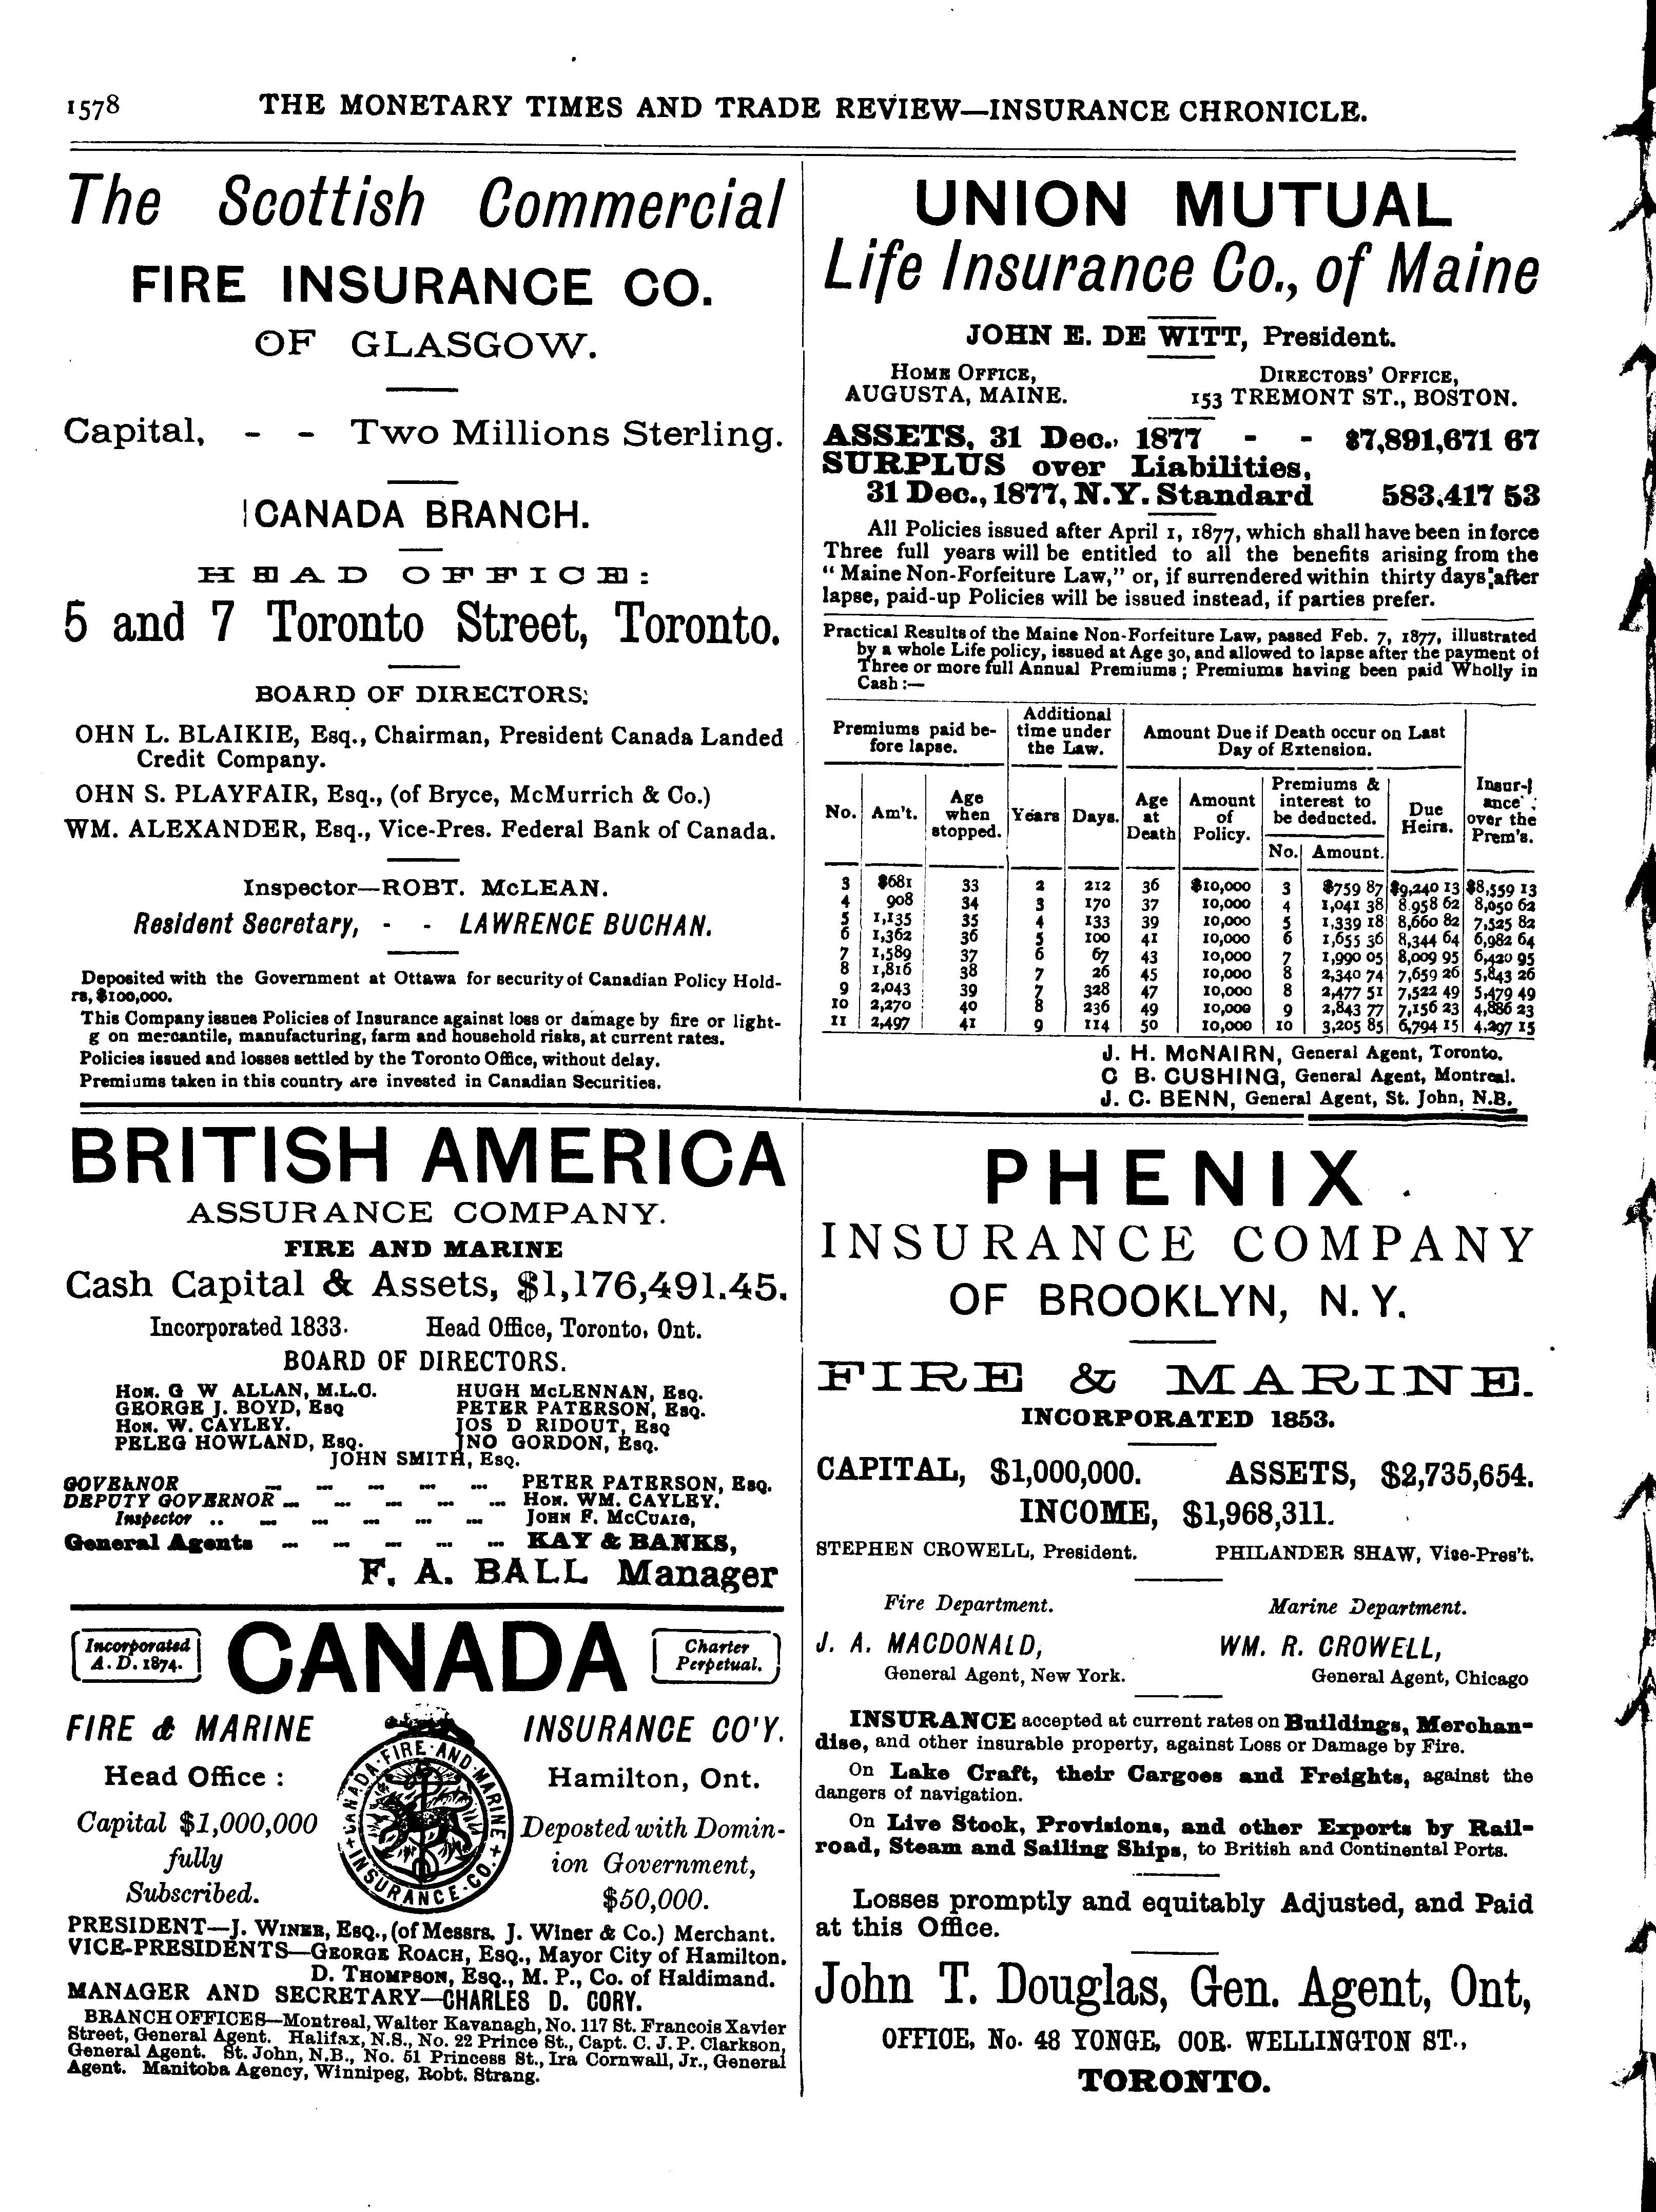 1578 THE MONETARY TIMES AND TRADE REVIEW—INSURANCE CHRONICLE.
The Scottish Commercial
FIRE INSURANCE CO.
OF GLASGOW.
Capital, - - Two Millions Sterling.
CANADA BRANCH.
HEAD OFFICE:
5 and 7 Toronto Street, Toronto.
BOARD OF DIRECTORS:
OHN L. BLAIKIE, Esq., Chairman, President Canada Landed
Credit Company.
OHN S. PLAYFAIR, Esq., (of Bryce, McMurrich & Co.)
WM. ALEXANDER, Esq., Vice-Pres. Federal Bank of Canada.
Inspector—ROBT. McLEAN.
Resident Secretary, - - LAWRENCE BUCHAN.
Deposited with the Government at Ottawa for security of Canadian Policy Hold-
rs, $100,000.
This Company issues Policies of Insurance against loss or damage by fire or light-
g on mercantile, manufacturing, farm and household risks, at current rates.
Policies issued and losses settled by the Toronto Office, without delay.
Premiums taken in this country are invested in Canadian Securities.
UNION MUTUAL
Life Insurance Co., of Maine
JOHN E. DE WITT, President.
HOME OFFICE, DIRECTORS' OFFICE,
AUGUSTA, MAINE. 153 TREMONT ST., BOSTON.
ASSETS, 31 Dec., 1877 - - $7,891,671 67
SURPLUS over Liabilities,
31 Dec., 1877, N.Y. Standard 583,417 53
All Policies issued after April 1, 1877, which shall have been in force
Three full years will be entitled to all the benefits arising from the
“Maine Non-Forfeiture Law,” or, if surrendered within thirty days after
lapse, paid-up Policies will be issued instead, if parties prefer.
Practical Results of the Maine Non-Forfeiture Law, passed Feb. 7, 1877, illustrated
by a whole Life policy, issued at Age 30, and allowed to lapse after the payment of
Three or more full Annual Premiums; Premiums having been paid Wholly in
Cash:—
Premiums paid be-
fore lapse.
Additional
time under
the Law.
Amount Due if Death occur on Last
Day of Extension.
No. Am't. Age when stopped. Years Days. Age at Death Amount of Policy. Premiums & interest to be deducted. No. Amount. Due Heirs. Insur-ance over the Prem's.
3 $681 33 2 212 36 $10,000 3 $759 87 $9,240 13 $8,559 13
4 908 34 3 170 37 10,000 4 1,041 38 8,958 62 8,050 62
5 1,135 35 4 133 39 10,000 5 1,339 18 8,660 82 7,525 82
6 1,362 36 5 100 41 10,000 6 1,655 36 8,344 64 6,982 64
7 1,589 37 6 67 43 10,000 7 1,990 05 8,009 95 6,420 95
8 1,816 38 7 26 45 10,000 8 2,340 74 7,659 26 5,843 26
9 2,043 39 7 328 47 10,000 8 2,477 51 7,522 49 5,479 49
10 2,270 40 8 236 49 10,000 9 2,843 77 7,156 23 4,886 23
11 2,497 41 9 114 50 10,000 10 3,205 85 6,794 15 4,297 15
J. H. McNAIRN, General Agent, Toronto.
C B. CUSHING, General Agent, Montreal.
J. C. BENN, General Agent, St. John, N.B.
BRITISH AMERICA
ASSURANCE COMPANY.
FIRE AND MARINE
Cash Capital & Assets, $1,176,491.45.
Incorporated 1833. Head Office, Toronto, Ont.
BOARD OF DIRECTORS.
HON. G W ALLAN, M.L.C. HUGH McLENNAN, ESQ.
GEORGE J. BOYD, ESQ PETER PATERSON, ESQ.
HON. W. CAYLEY. JOS D RIDOUT, ESQ
PELEG HOWLAND, ESQ. JNO GORDON, ESQ.
JOHN SMITH, ESQ.
GOVERNOR PETER PATERSON, ESQ.
DEPUTY GOVERNOR HON. WM. CAYLEY.
Inspector JOHN F. MCCUAIG,
General Agents KAY & BANKS,
F. A. BALL Manager
Incorporated
A.D. 1874.
CANADA
Charter
Perpetual.
FIRE & MARINE INSURANCE CO'Y.
CANADA FIRE AND MARINE INSURANCE CO.
Head Office: Hamilton, Ont.
Capital $1,000,000
fully
Subscribed.
Deposted with Domin-
ion Government,
$50,000.
PRESIDENT—J. WINER, ESQ., (of Messrs. J. Winer & Co.) Merchant.
VICE-PRESIDENTS—GEORGE ROACH, ESQ., Mayor City of Hamilton.
D. THOMPSON, ESQ., M. P., Co. of Haldimand.
MANAGER AND SECRETARY—CHARLES D. CORY.
BRANCH OFFICES—Montreal, Walter Kavanagh, No. 117 St. Francois Xavier
Street, General Agent. Halifax, N.S., No. 22 Prince St., Capt. C. J. P. Clarkson,
General Agent. St. John, N.B., No. 51 Princess St., Ira Cornwall, Jr., General
Agent. Manitoba Agency, Winnipeg, Robt. Strang.
PHENIX
INSURANCE COMPANY
OF BROOKLYN, N. Y.
FIRE & MARINE.
INCORPORATED 1853.
CAPITAL, $1,000,000. ASSETS, $2,735,654.
INCOME, $1,968,311.
STEPHEN CROWELL, President. PHILANDER SHAW, Vise-Pres't.
Fire Department. Marine Department.
J. A. MACDONALD, WM. R. CROWELL,
General Agent, New York. General Agent, Chicago
INSURANCE accepted at current rates on Buildings, Merchan-
dise, and other insurable property, against Loss or Damage by Fire.
On Lake Craft, their Cargoes and Freights, against the
dangers of navigation.
On Live Stock, Provisions, and other Exports by Rail-
road, Steam and Sailing Ships, to British and Continental Ports.
Losses promptly and equitably Adjusted, and Paid
at this Office.
John T. Douglas, Gen. Agent, Ont,
OFFICE, No. 48 YONGE, COR. WELLINGTON ST.,
TORONTO.